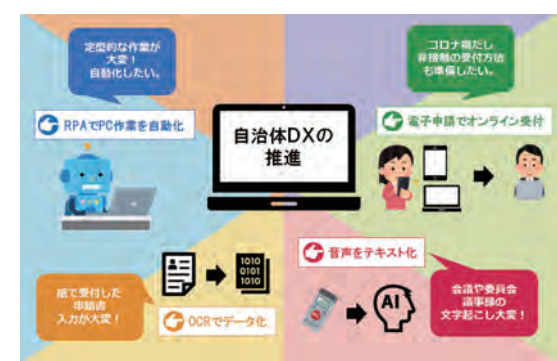 定型的な作業が
大変！
自動化したい。
RPAでPC作業を自動化
自治体DXの
推進
コロナ禍だし
非接触の受付方法
も準備したい。
電子申請でオンライン受付
紙で受付した
申請書
入力が大変！
1010
0101
1010
OCRでデータ化
音声をテキスト化
AI
会議や委員会
議事録の
文字起こし大変！